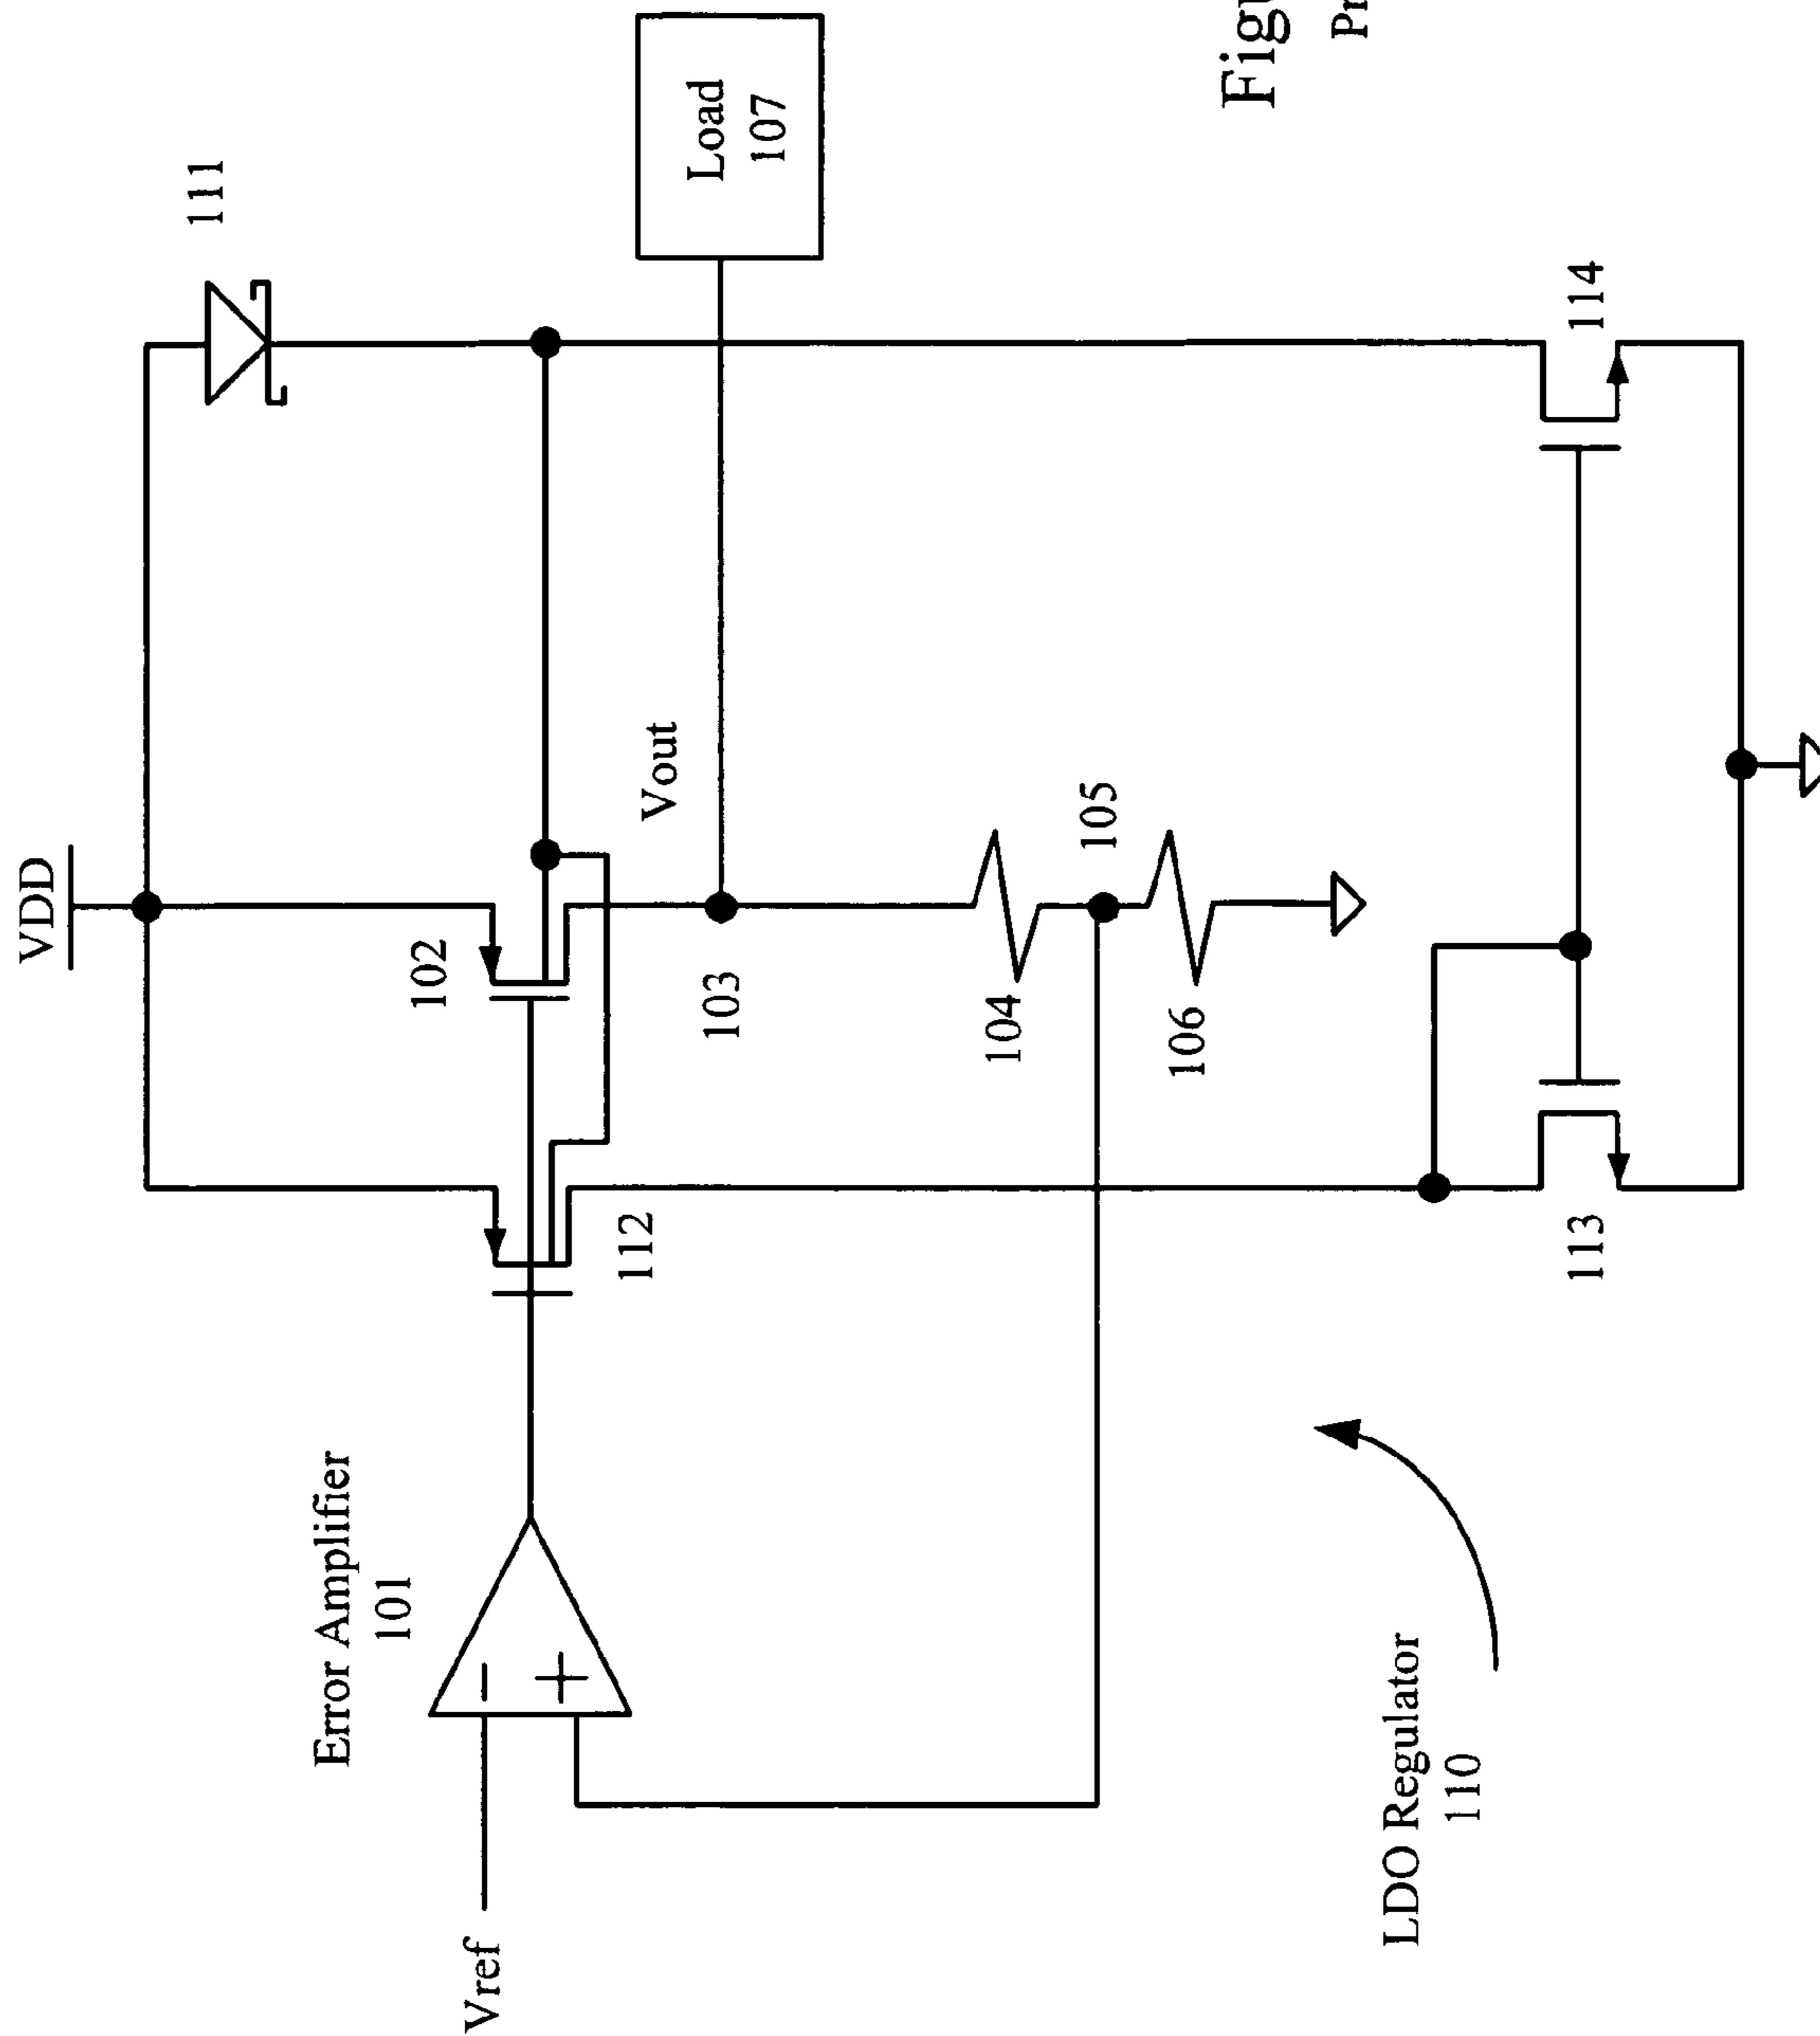 VDD
111
102
Error Amplifier
101
Vref
112
Vout
103
Load
107
104
105
106
LDO Regulator
110
113
114